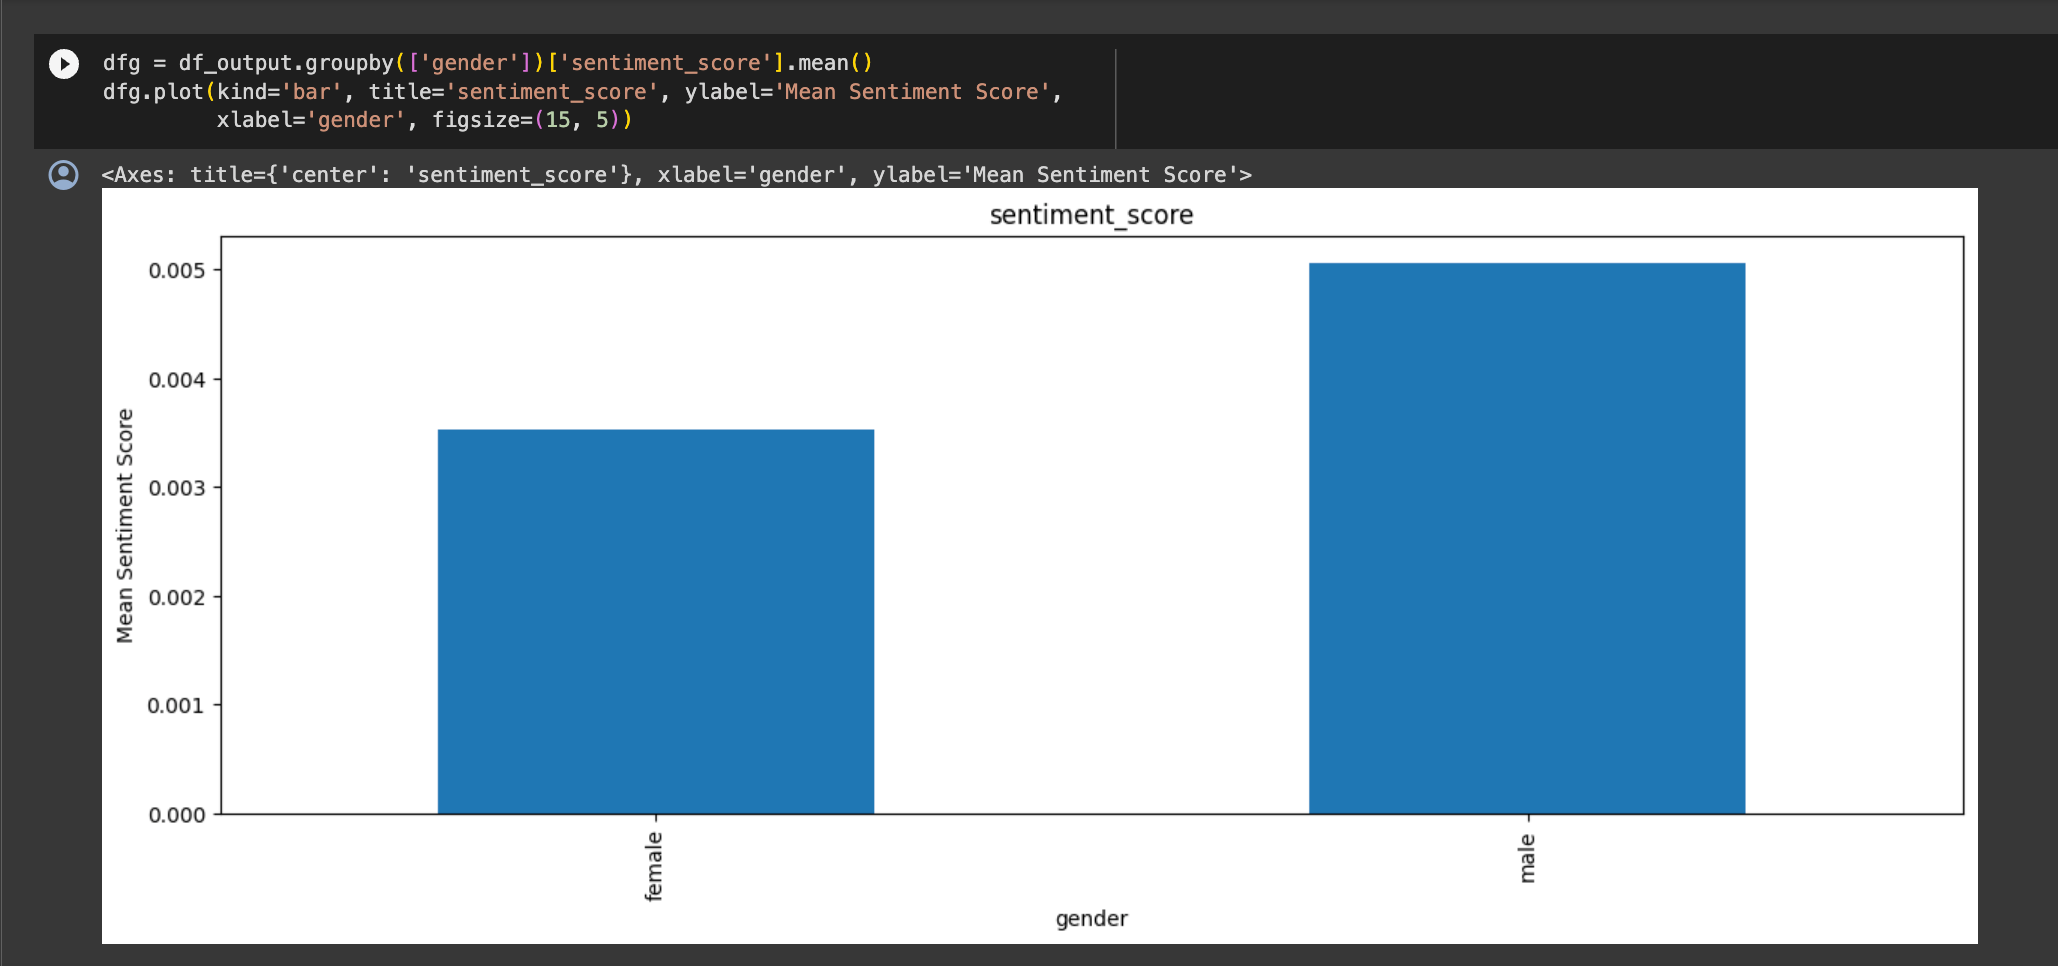 dfg = df_output.groupby(['gender'])['sentiment_score'].mean()
dfg.plot(kind='bar', title='sentiment_score', ylabel='Mean Sentiment Score',
         xlabel='gender', figsize=(15, 5))
<Axes: title={'center': 'sentiment_score'}, xlabel='gender', ylabel='Mean Sentiment Score'>
sentiment_score
Mean Sentiment Score
0.005
0.004
0.003
0.002
0.001
0.000
female
male
gender